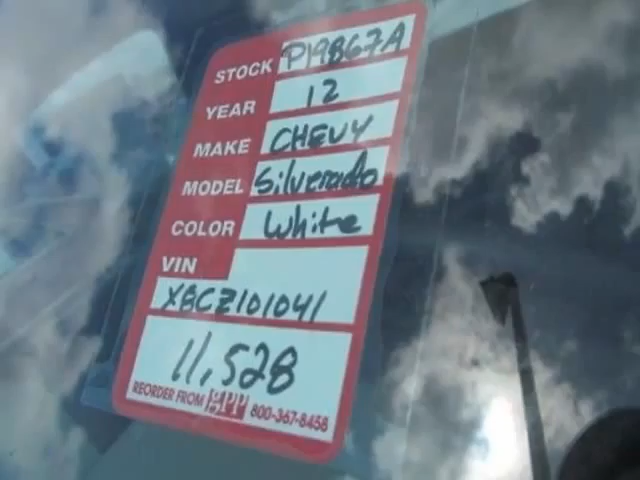 STOCK P19867A
YEAR 12
MAKE CHEVY
MODEL Silverado
COLOR White
VIN
XBCZ101041
11,528
REORDER FROM 800-367-8458